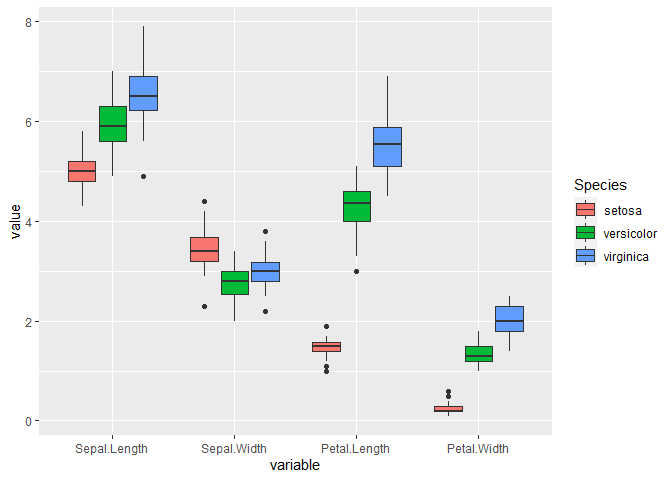 8
6
4
2
0
value
Sepal.Length Sepal.Width Petal.Length Petal.Width
variable
Species
setosa
versicolor
virginica